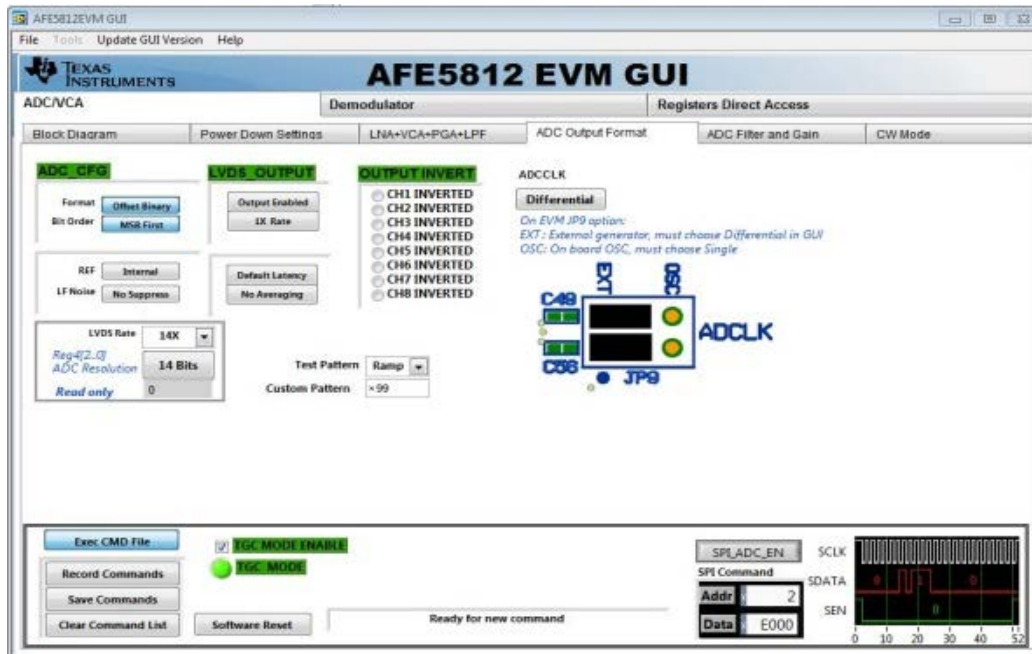 AFE5812EVM GUI
File Tools Update GUI Version Help
TEXAS INSTRUMENTS
AFE5812 EVM GUI
ADC/VCA Demodulator Registers Direct Access
Block Diagram Power Down Settings LNA+VCA+PGA+LPF ADC Output Format ADC Filter and Gain CW Mode
ADC_CFG
Format Offset Binary
Bit Order MSB First
REF Internal
LF Noise No Suppress
LVDS Rate 14X
Reg4[2..0]
ADC Resolution 14 Bits
Read only 0
LVDS_OUTPUT
Output Enabled
1X Rate
Default Latency
No Averaging
OUTPUT INVERT
CH1 INVERTED
CH2 INVERTED
CH3 INVERTED
CH4 INVERTED
CH5 INVERTED
CH6 INVERTED
CH7 INVERTED
CH8 INVERTED
Test Pattern Ramp
Custom Pattern x99
ADCCLK
Differential
On EVM JP9 option:
EXT : External generator, must choose Differential in GUI
OSC: On board OSC, must choose Single
EXT OSC
C49
ADCLK
C56
JP9
Exec CMD File
Record Commands
Save Commands
Clear Command List
TGC MODE ENABLE
TGC MODE
Software Reset
Ready for new command
SPI_ADC_EN
SPI Command
Addr x 2
Data x E000
SCLK
SDATA 0 1 0
SEN 0
0 10 20 30 40 52